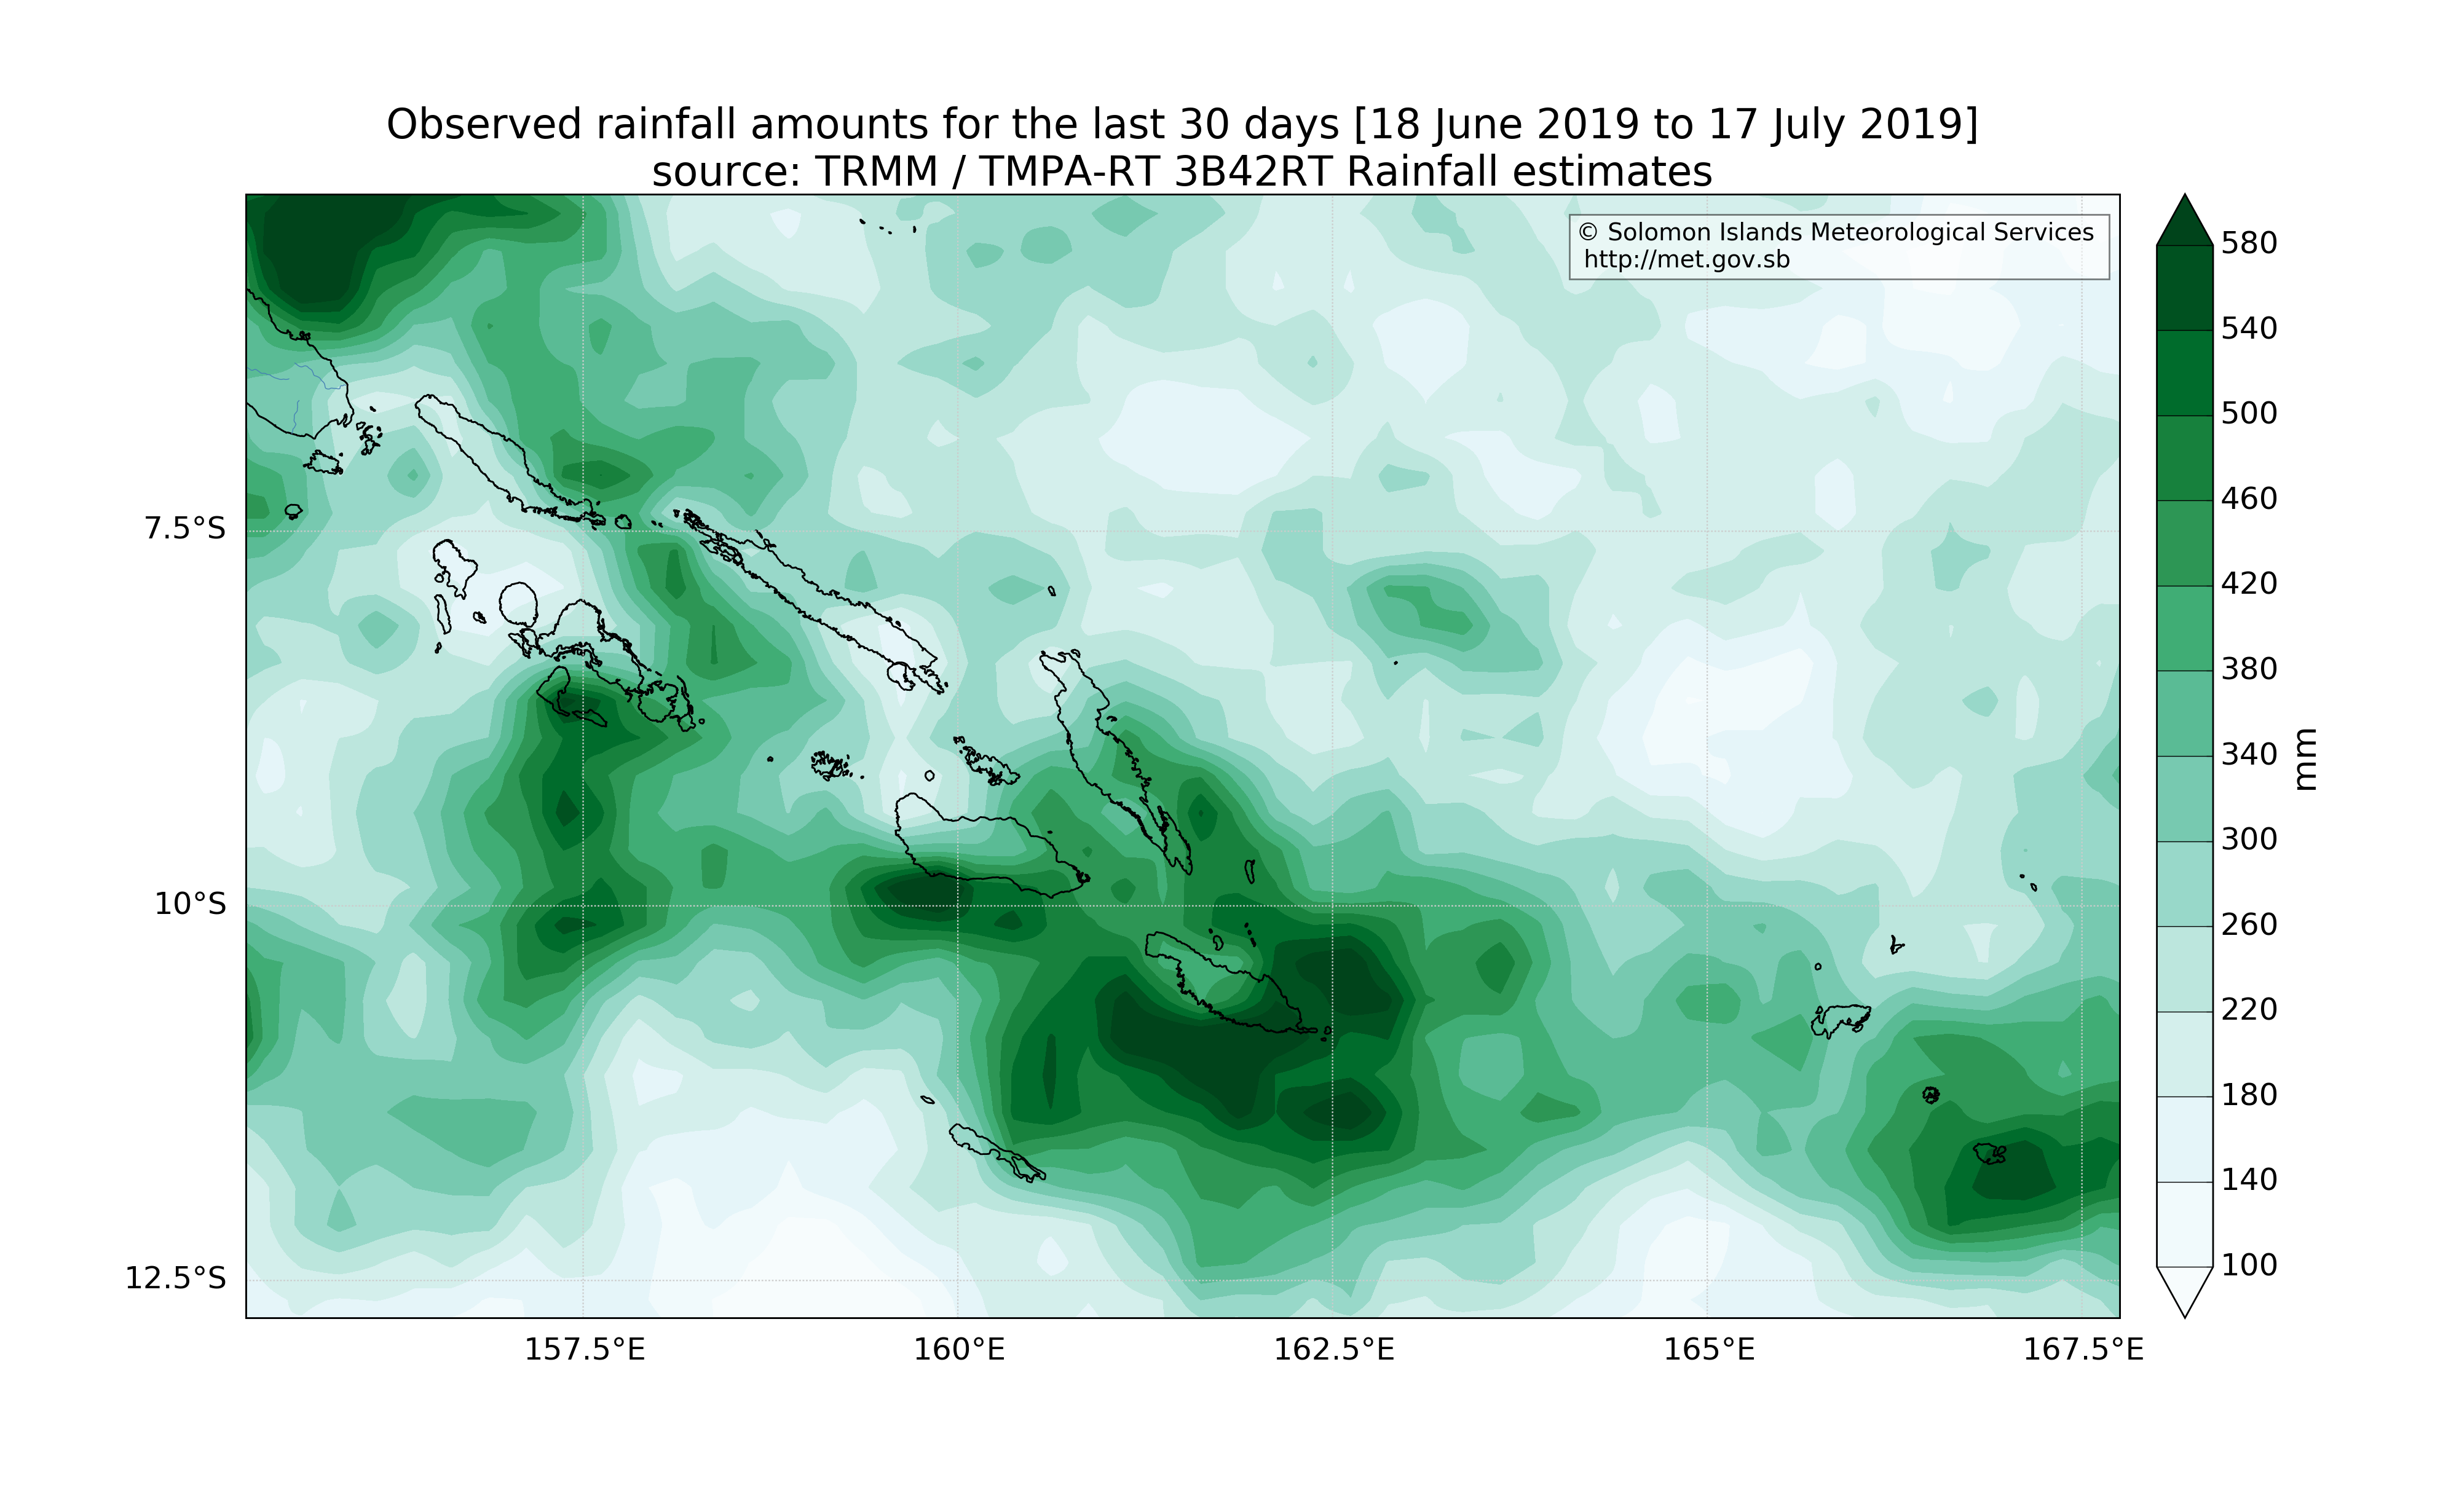 Observed rainfall amounts for the last 30 days [18 June 2019 to 17 July 2019]
source: TRMM / TMPA-RT 3B42RT Rainfall estimates
© Solomon Islands Meteorological Services
http://met.gov.sb
7.5°S
10°S
12.5°S
157.5°E
160°E
162.5°E
165°E
167.5°E
580
540
500
460
420
380
340
300
260
220
180
140
100
mm